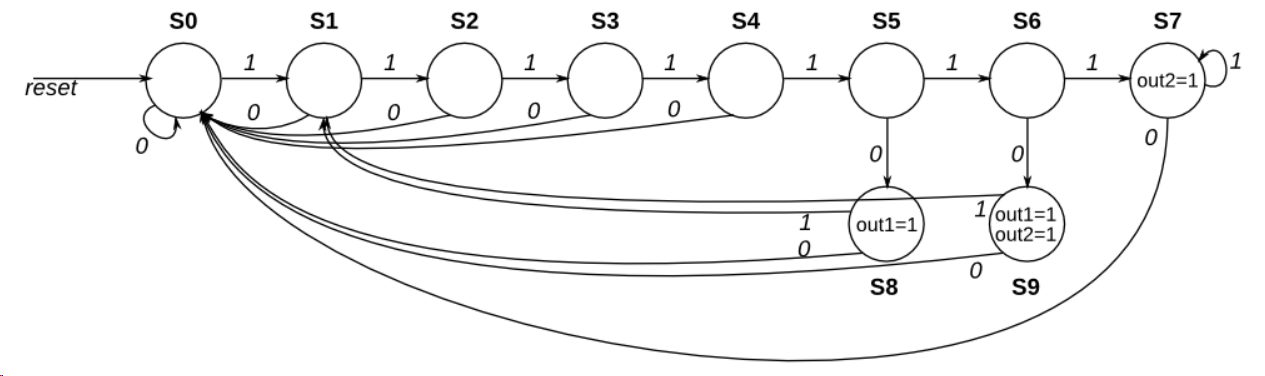 S0 S1 S2 S3 S4 S5 S6 S7
1 1 1 1 1 1 1 1
reset
out2=1
0 0 0 0 0
0 0 0
1 out1=1
1 out1=1
out2=1
0
0
S8 S9